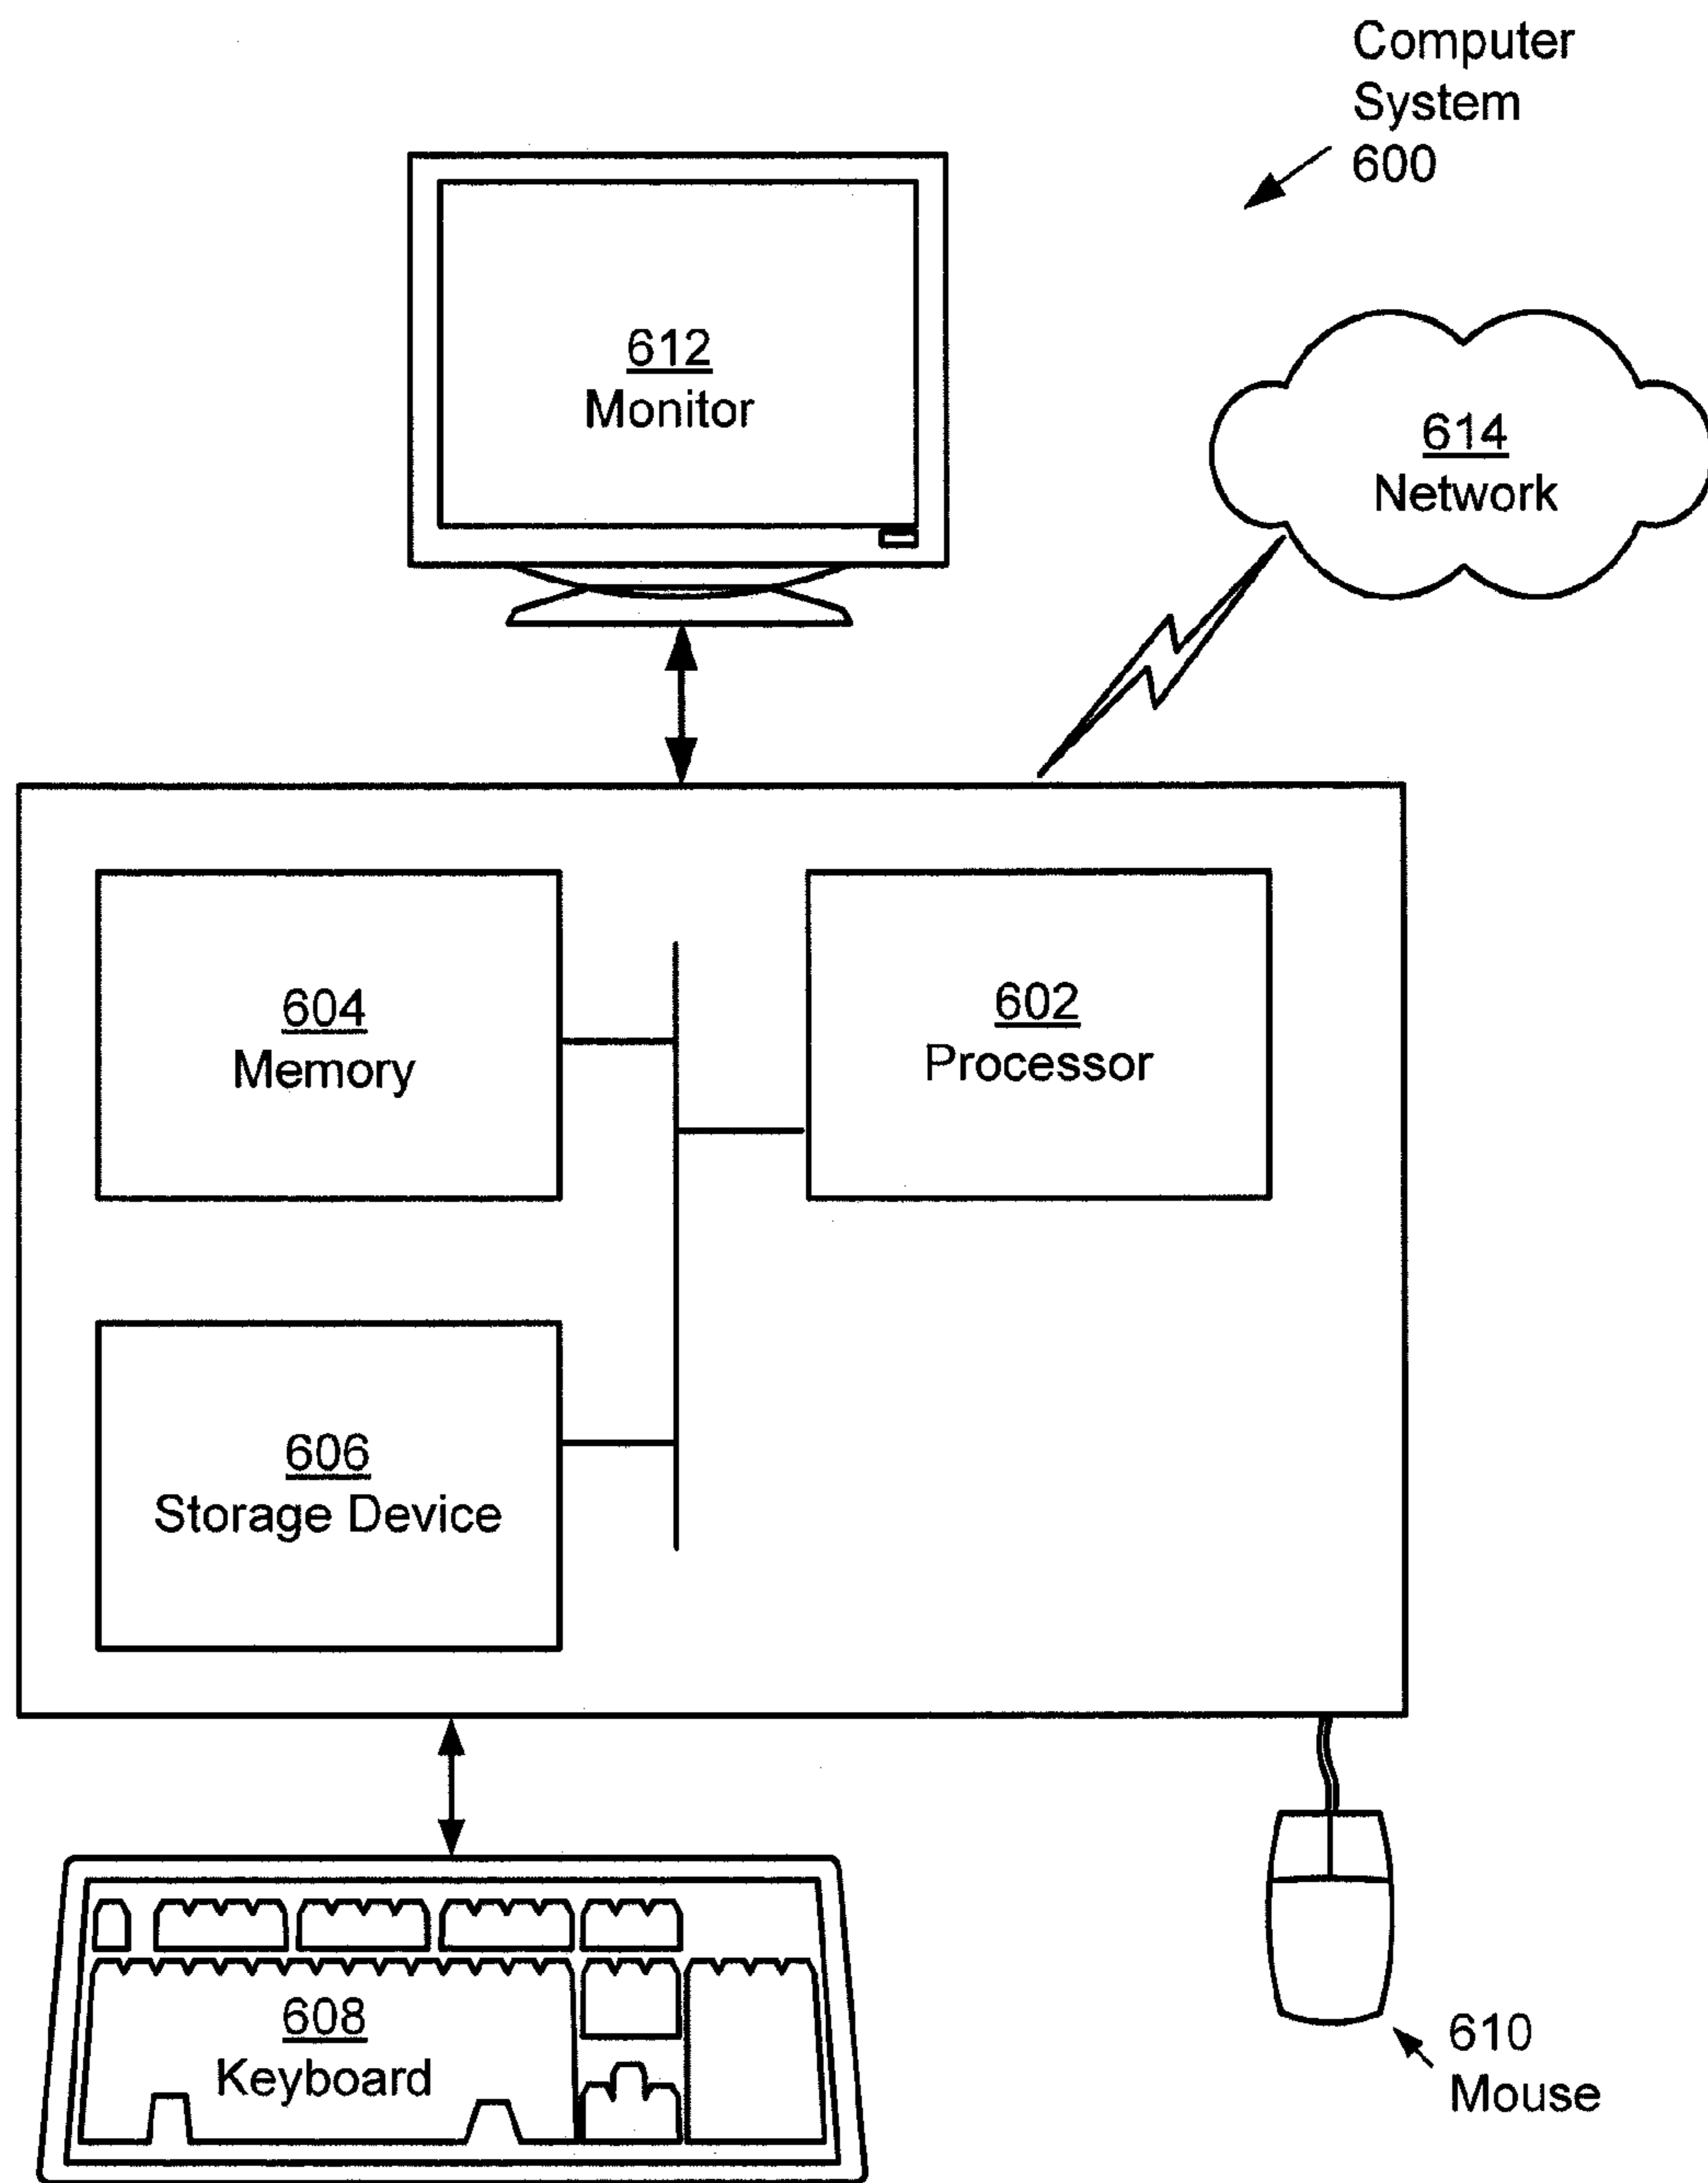 Computer
System
600
612
Monitor
614
Network
604
Memory
602
Processor
606
Storage Device
608
Keyboard
610
Mouse